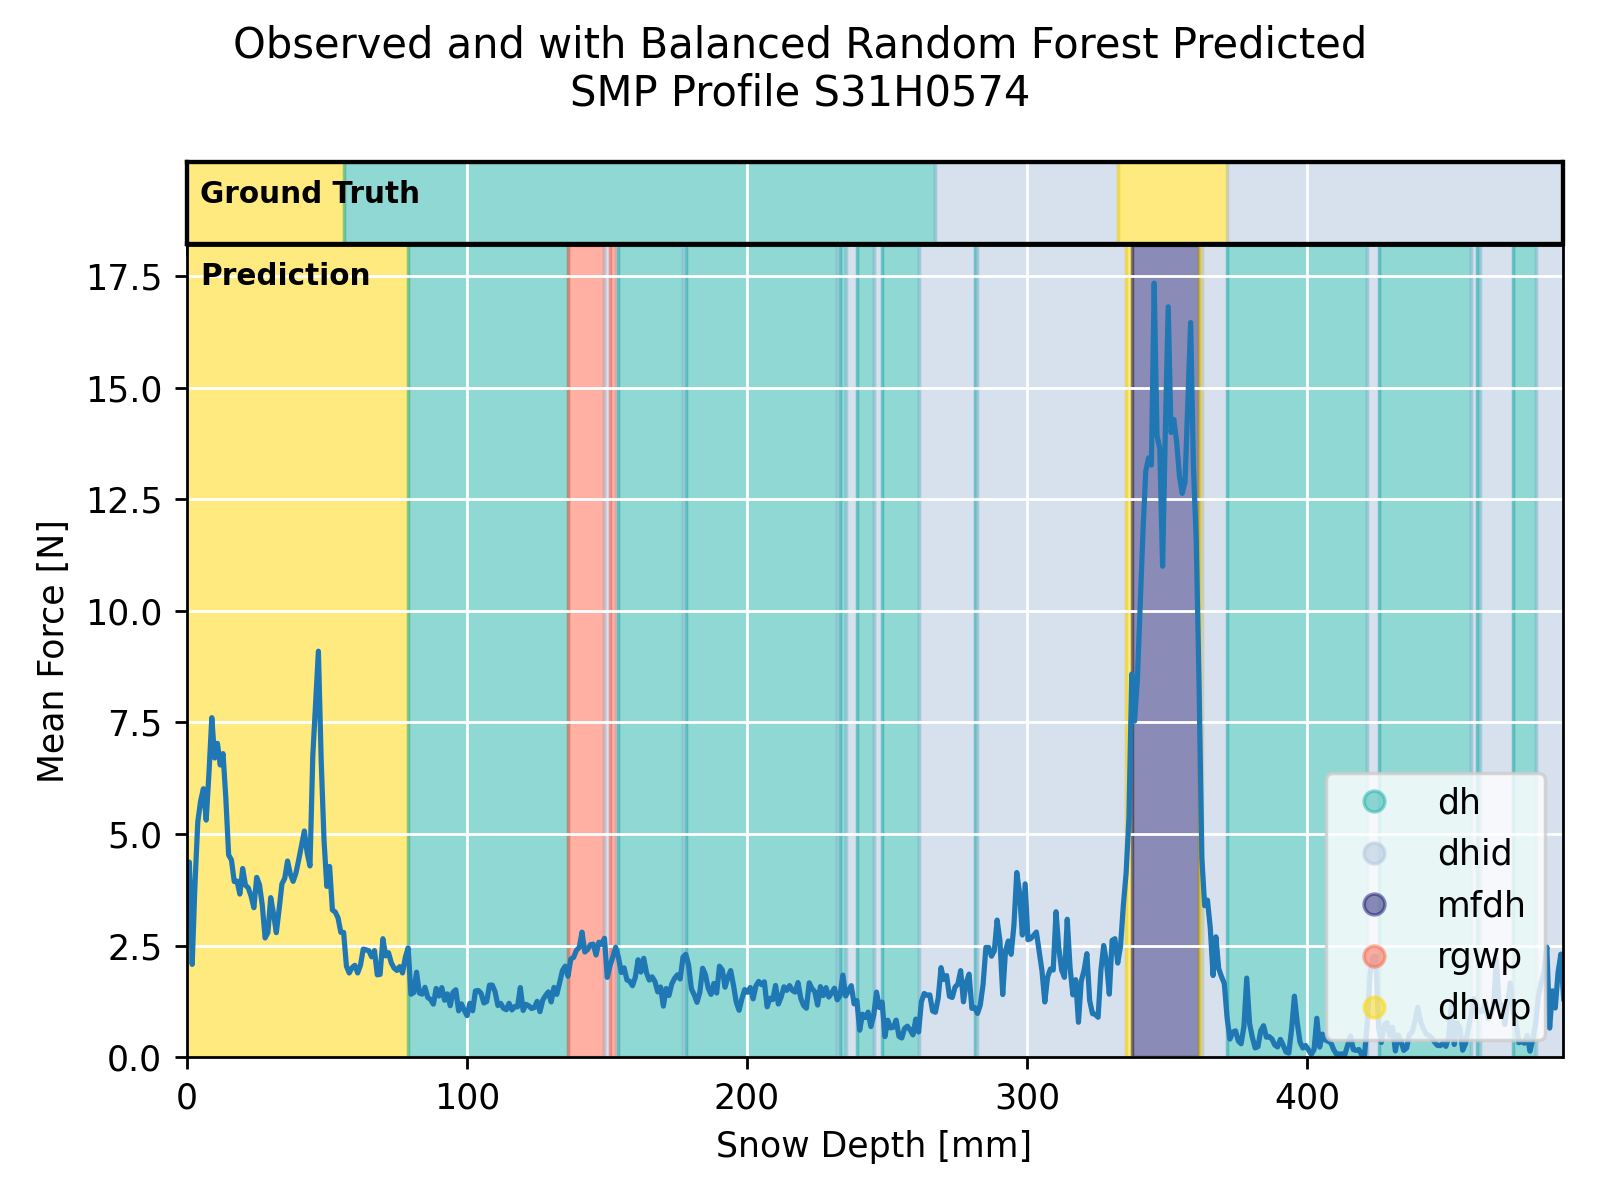 Observed and with Balanced Random Forest Predicted
SMP Profile S31H0574
Ground Truth
Prediction
17.5
15.0
12.5
10.0
7.5
5.0
2.5
0.0
Mean Force [N]
dh
dhid
mfdh
rgwp
dhwp
0
100
200
300
400
Snow Depth [mm]